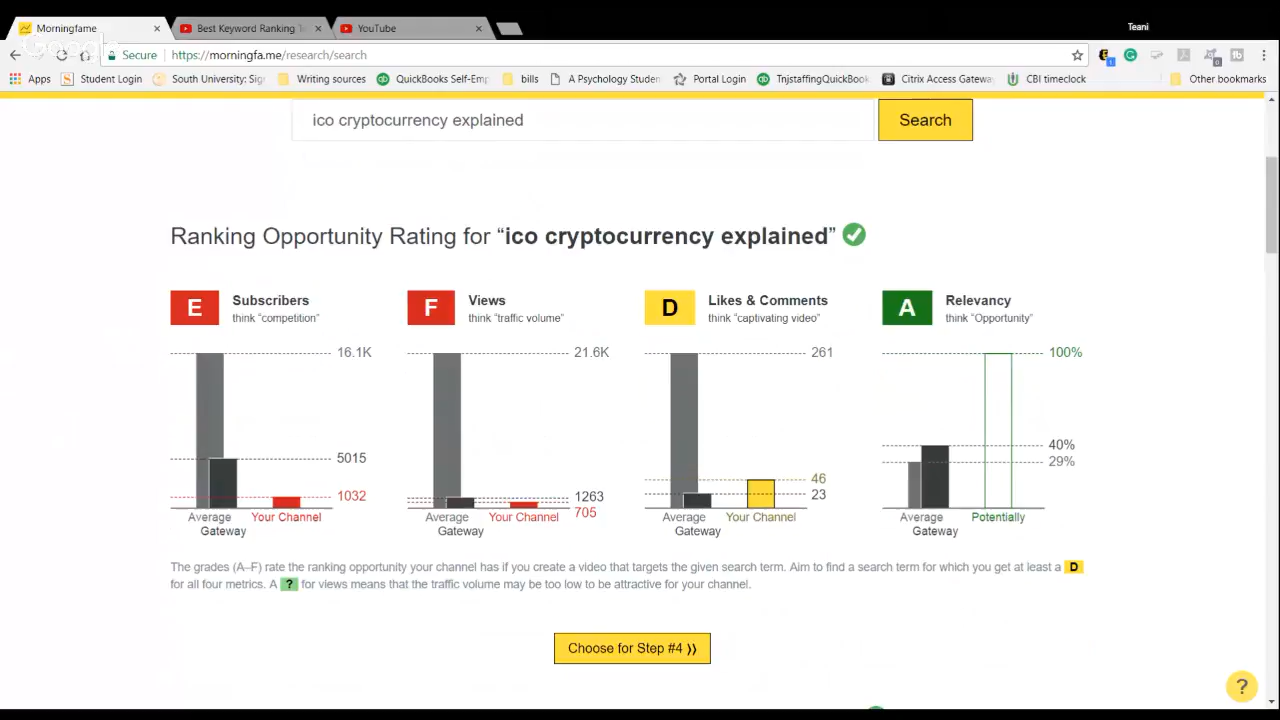 Teani
Morningfame
Best Keyword Ranking T
YouTube
Google
Secure
https://morningfa.me/research/search
Apps
Student Login
South University: Sig
Writing sources
QuickBooks Self-Emp
bills
A Psychology Studen
Portal Login
TnjstaffingQuickBook
Citrix Access Gateway
CBI timeclock
Other bookmarks
ico cryptocurrency explained
Search
Ranking Opportunity Rating for “ico cryptocurrency explained”
E Subscribers
think “competition”
16.1K
5015
1032
Average Your Channel
Gateway
F Views
think “traffic volume”
21.6K
1263
705
Average Your Channel
Gateway
D Likes & Comments
think “captivating video”
261
46
23
Average Your Channel
Gateway
A Relevancy
think “Opportunity”
100%
40%
29%
Average Potentially
Gateway
The grades (A–F) rate the ranking opportunity your channel has if you create a video that targets the given search term. Aim to find a search term for which you get at least a D
for all four metrics. A ? for views means that the traffic volume may be too low to be attractive for your channel.
Choose for Step #4 ⟩⟩
?